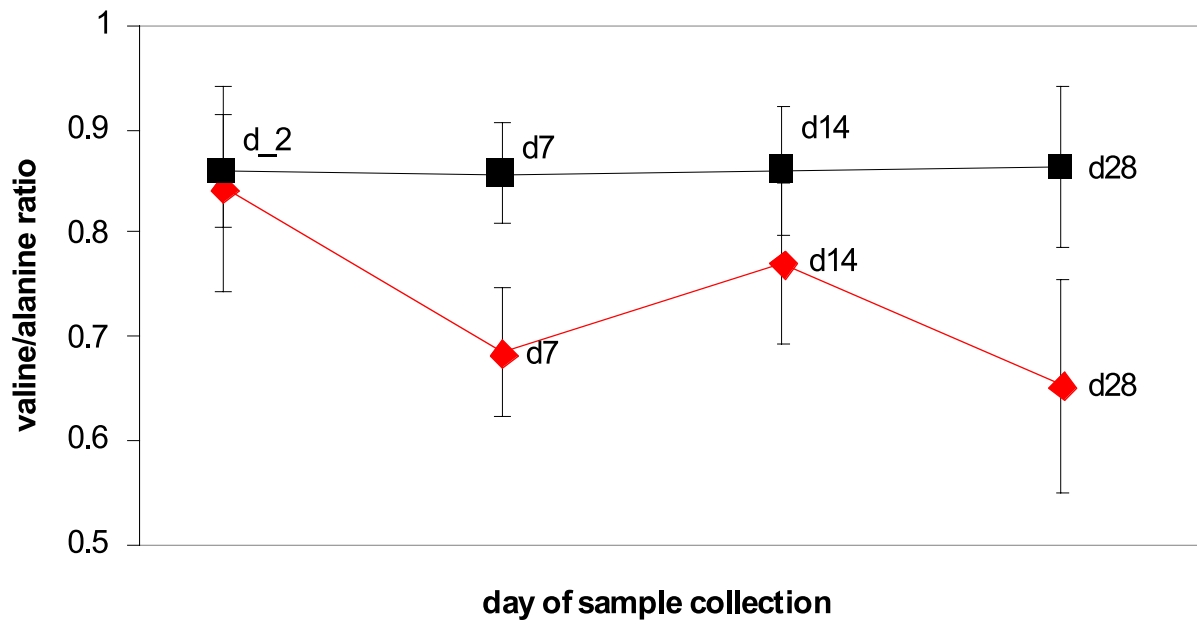 1
0.9
0.8
0.7
0.6
0.5
valine/alanine ratio
d_2
d7
d14
d28
d7
d14
d28
day of sample collection